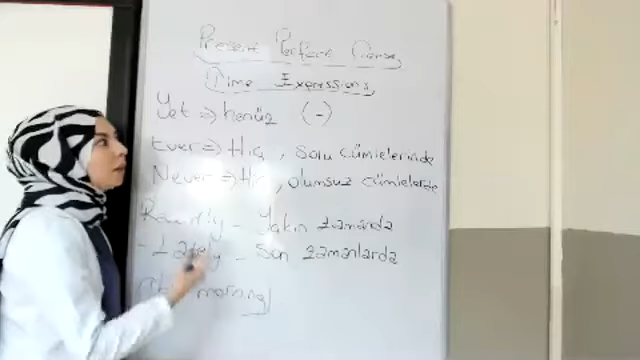 Present Perfect Tense
Time Expressions
Yet => henüz (-)
Ever => Hiç, soru cümlelerinde
Never => Hiç, olumsuz cümlelerde
Recently - Yakın zamanda
- Lately - Son zamanlarda
morning